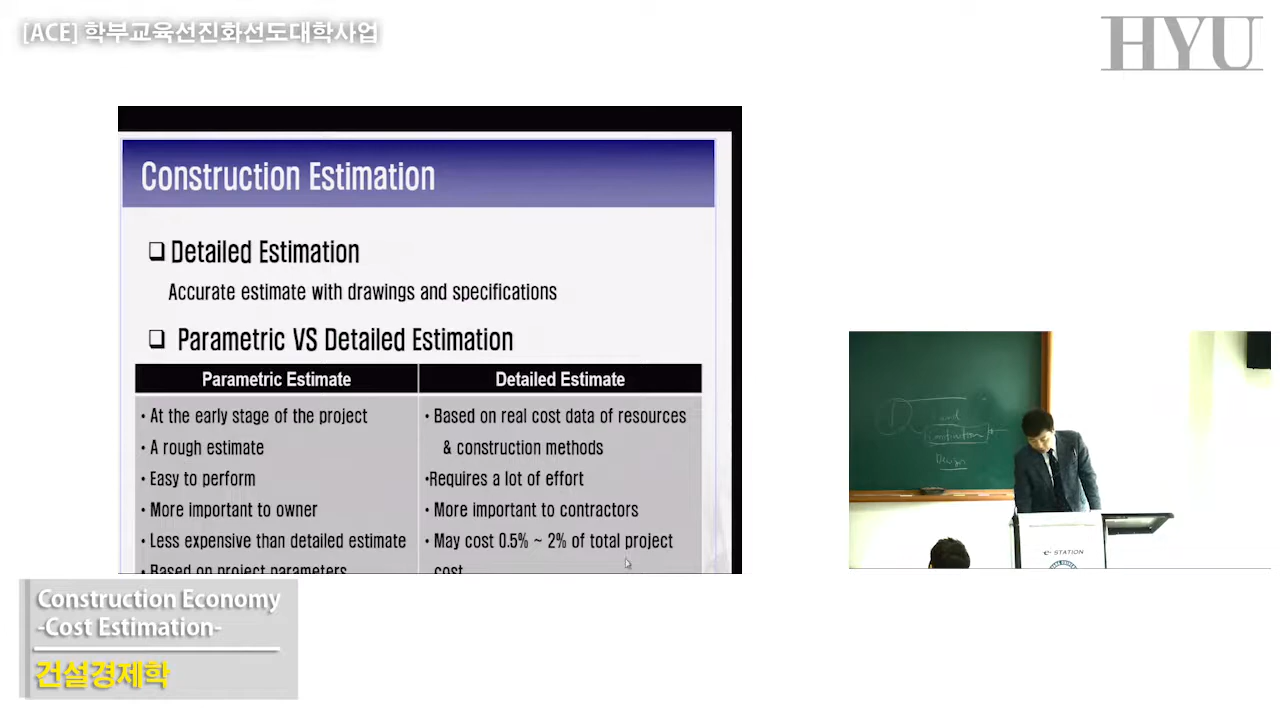 [ACE] 학부교육선진화선도대학사업
HYU
Construction Estimation
❑ Detailed Estimation
Accurate estimate with drawings and specifications
❑ Parametric VS Detailed Estimation
Parametric Estimate
• At the early stage of the project
• A rough estimate
• Easy to perform
• More important to owner
• Less expensive than detailed estimate
• Based on project parameters
Detailed Estimate
• Based on real cost data of resources
& construction methods
•Requires a lot of effort
• More important to contractors
• May cost 0.5% ~ 2% of total project
cost
Construction
Design
e-STATION
Construction Economy
-Cost Estimation-
건설경제학